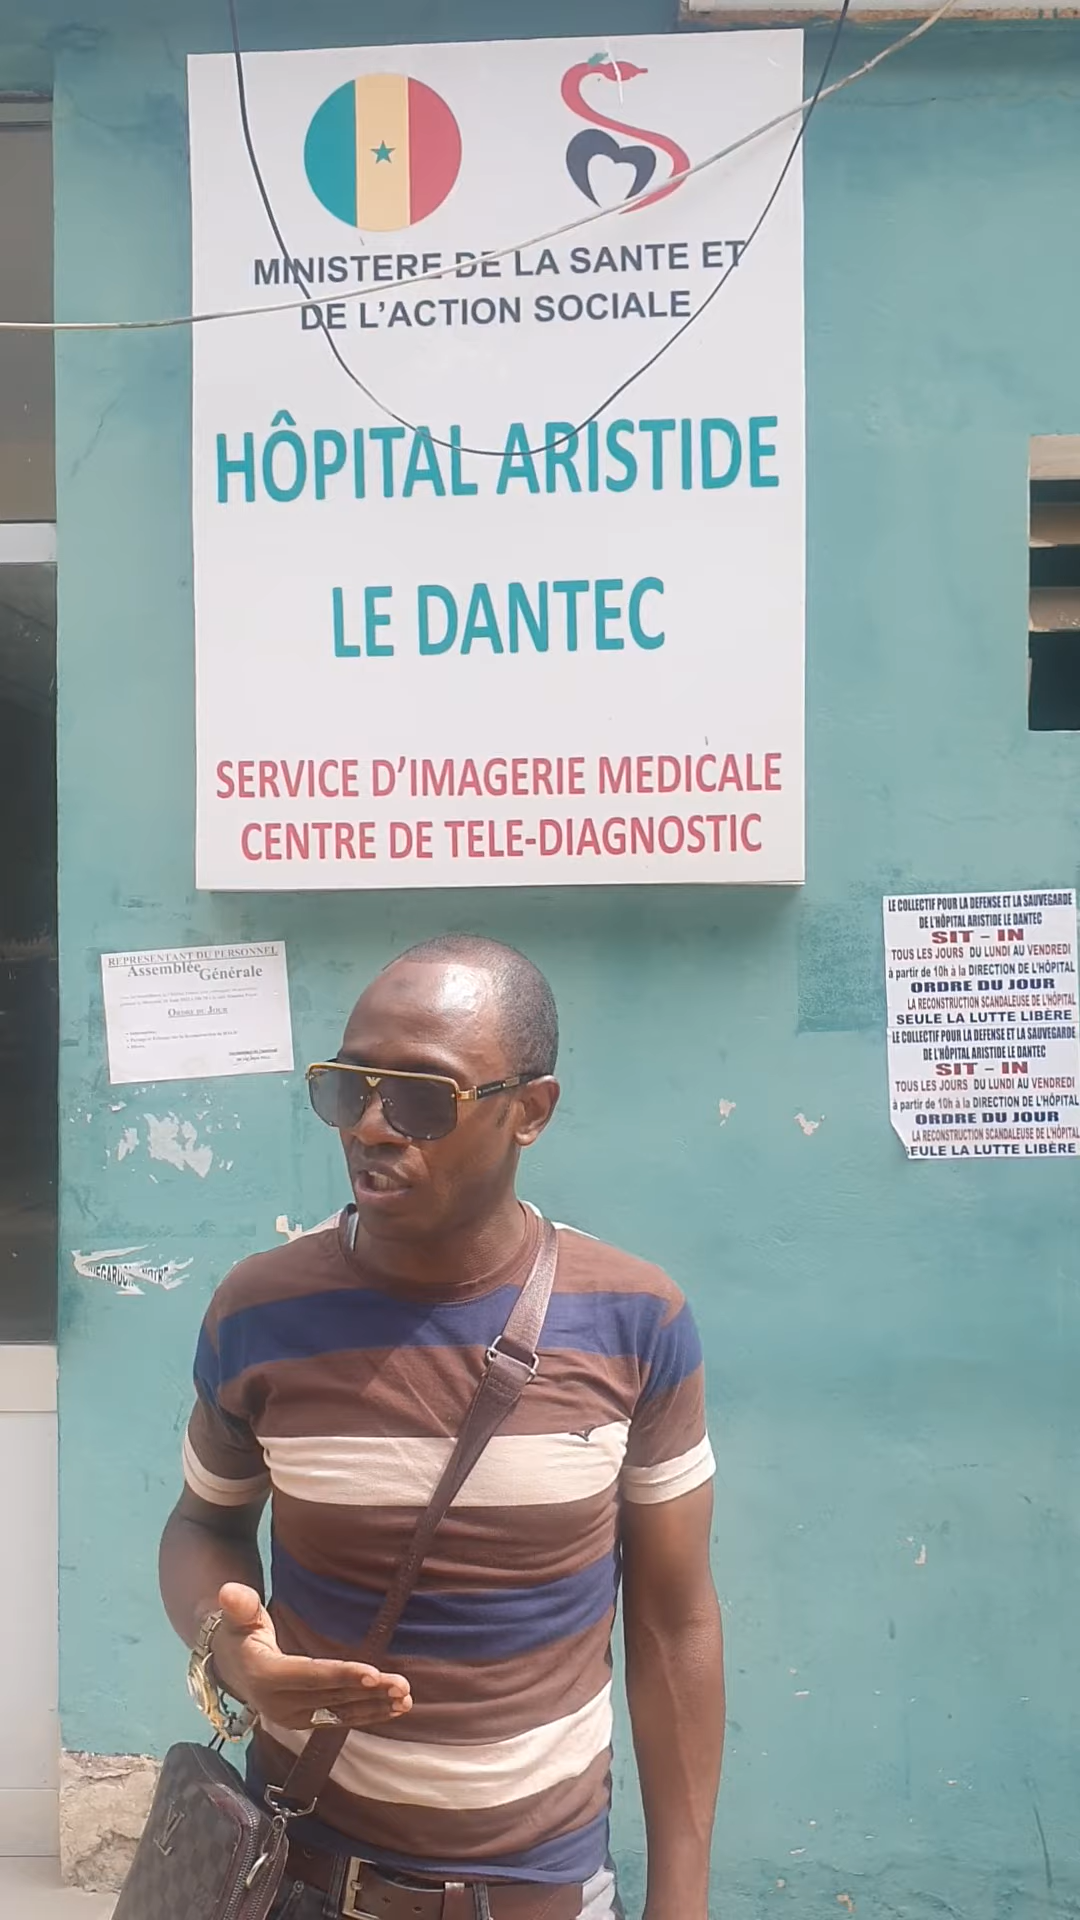 MINISTERE DE LA SANTE ET
DE L'ACTION SOCIALE
HÔPITAL ARISTIDE
LE DANTEC
SERVICE D'IMAGERIE MEDICALE
CENTRE DE TELE-DIAGNOSTIC
REPRESENTANT DU PERSONNEL
Assemblée Générale
ORDRE DU JOUR
LE COLLECTIF POUR LA DEFENSE ET LA SAUVEGARDE
DE L'HÔPITAL ARISTIDE LE DANTEC
SIT - IN
TOUS LES JOURS DU LUNDI AU VENDREDI
à partir de 10h à la DIRECTION DE L'HÔPITAL
ORDRE DU JOUR
LA RECONSTRUCTION SCANDALEUSE DE L'HÔPITAL
SEULE LA LUTTE LIBÈRE
LE COLLECTIF POUR LA DEFENSE ET LA SAUVEGARDE
DE L'HÔPITAL ARISTIDE LE DANTEC
SIT - IN
TOUS LES JOURS DU LUNDI AU VENDREDI
à partir de 10h à la DIRECTION DE L'HÔPITAL
ORDRE DU JOUR
LA RECONSTRUCTION SCANDALEUSE DE L'HÔPITAL
SEULE LA LUTTE LIBÈRE
LV